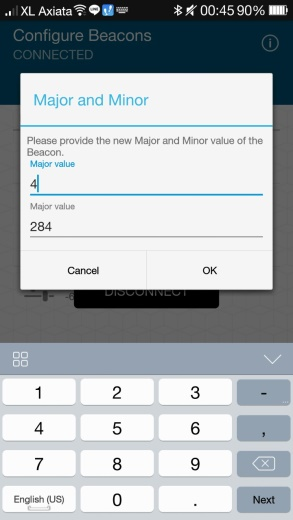 XL Axiata 00:45 90%
Configure Beacons
CONNECTED
Major and Minor
Please provide the new Major and Minor value of the
Beacon.
Major value
4
Major value
284
Cancel OK
DISCONNECT
1 2 3 -
4 5 6 ,
7 8 9
English (US) 0 . Next